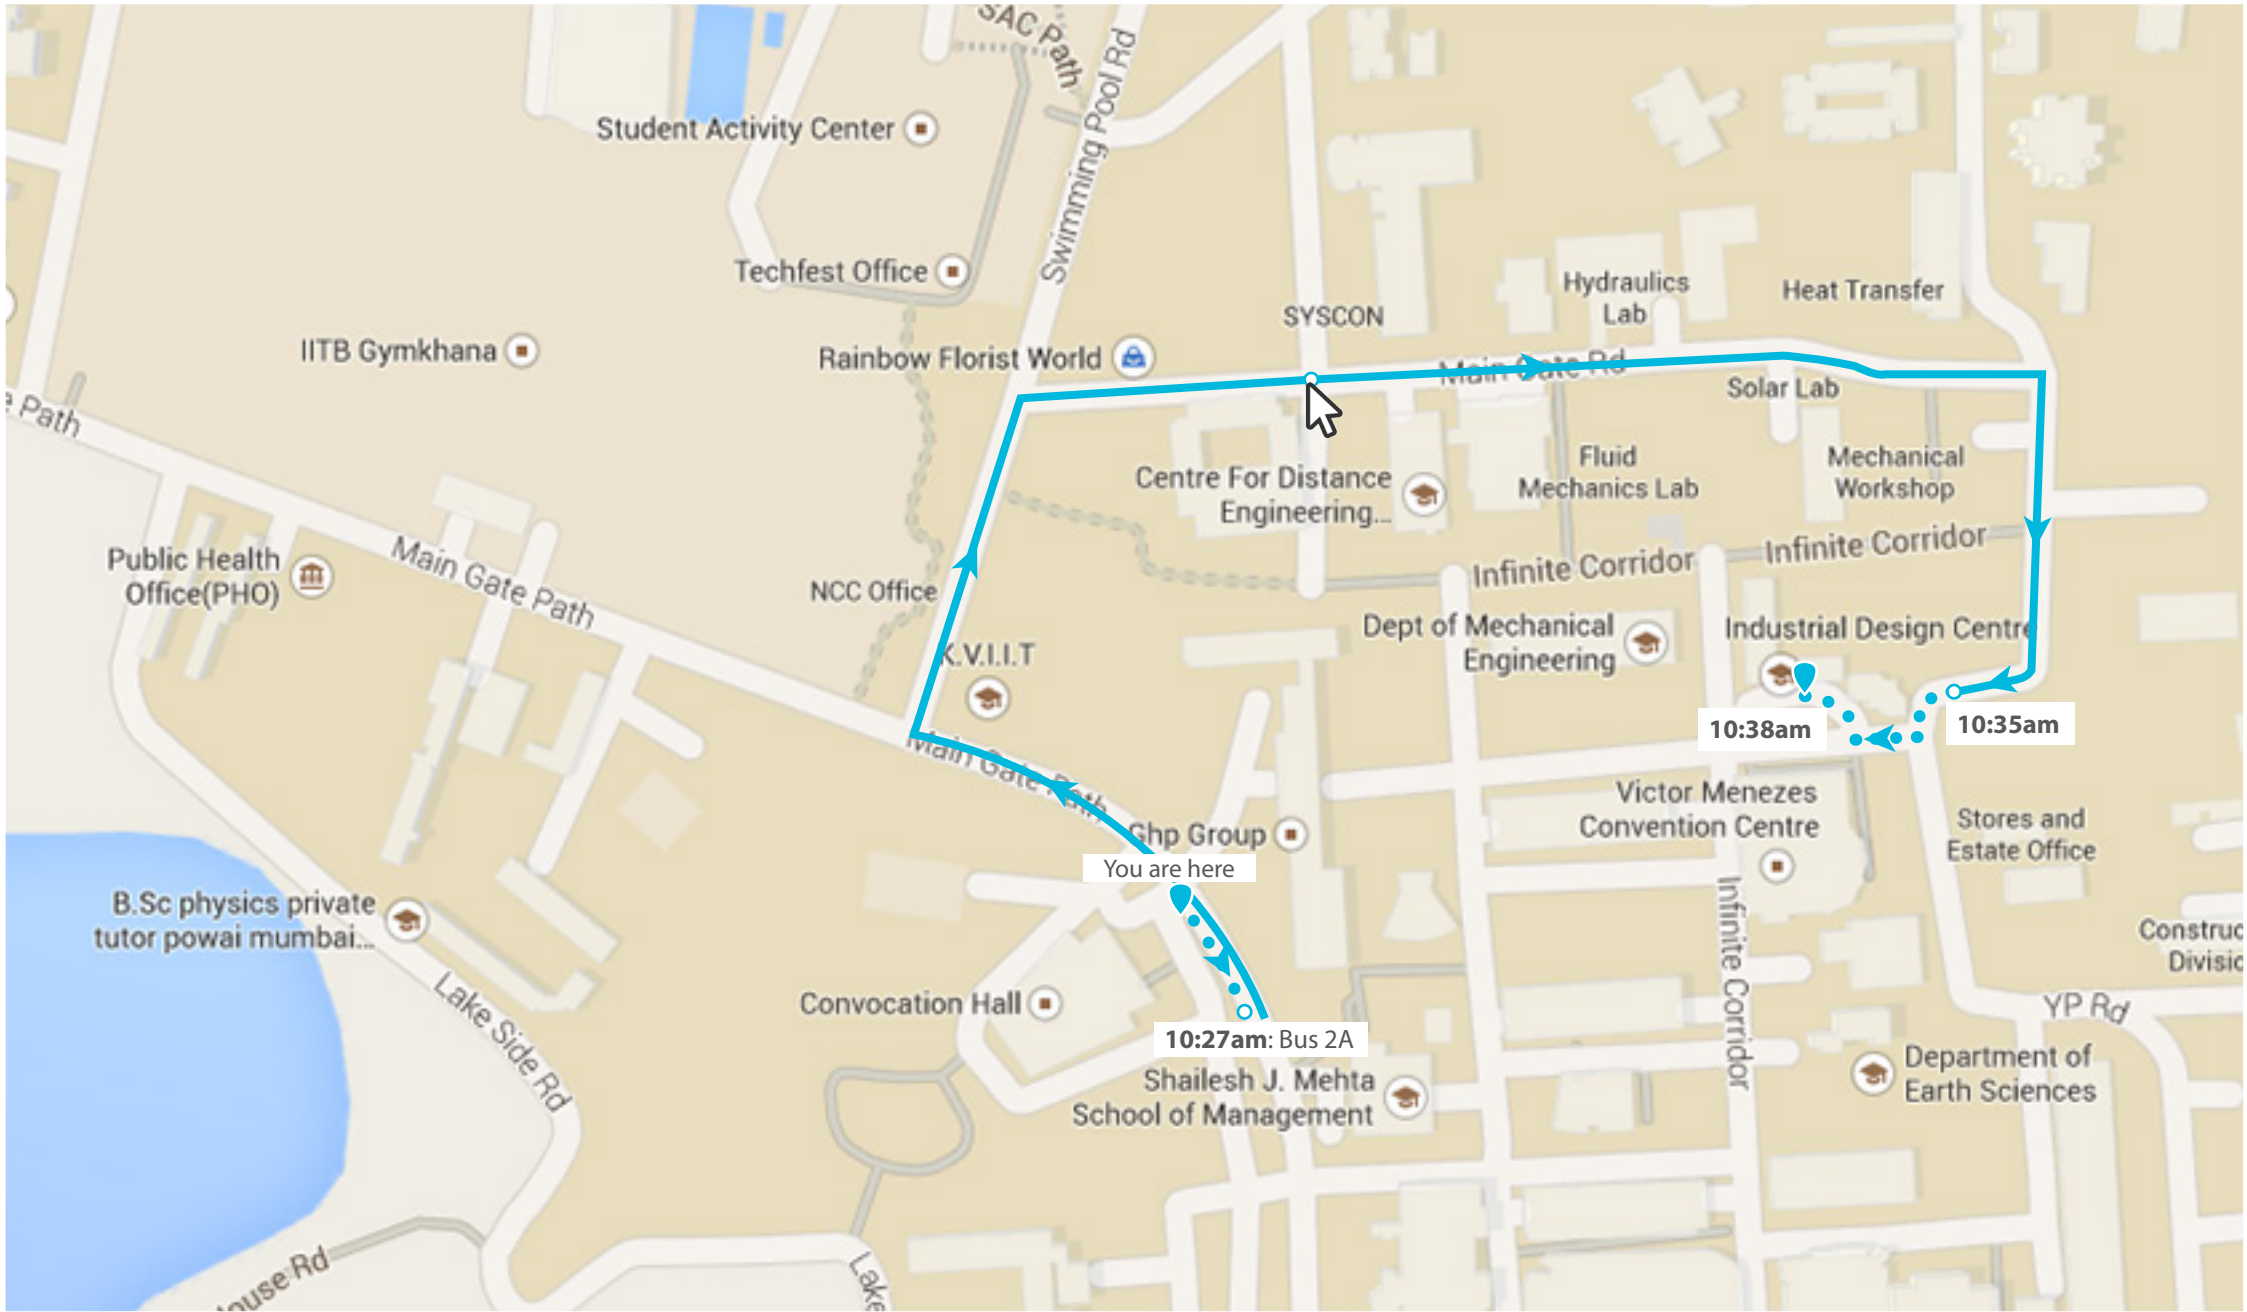 SAC Path
Swimming Pool Rd
Student Activity Center
Techfest Office
IITB Gymkhana
Rainbow Florist World
SYSCON
Hydraulics
Lab
Heat Transfer
Main Gate Rd
Solar Lab
Path
Centre For Distance
Engineering...
Fluid
Mechanics Lab
Mechanical
Workshop
Infinite Corridor
Infinite Corridor
Public Health
Office(PHO)
Main Gate Path
NCC Office
K.V.I.I.T
Dept of Mechanical
Engineering
Industrial Design Centre
10:38am
10:35am
Main Gate Path
Ghp Group
You are here
Victor Menezes
Convention Centre
Stores and
Estate Office
B.Sc physics private
tutor powai mumbai...
Infinite Corridor
Construc
Divisio
Lake Side Rd
Convocation Hall
10:27am: Bus 2A
YP Rd
Shailesh J. Mehta
School of Management
Department of
Earth Sciences
ouse Rd
Lake